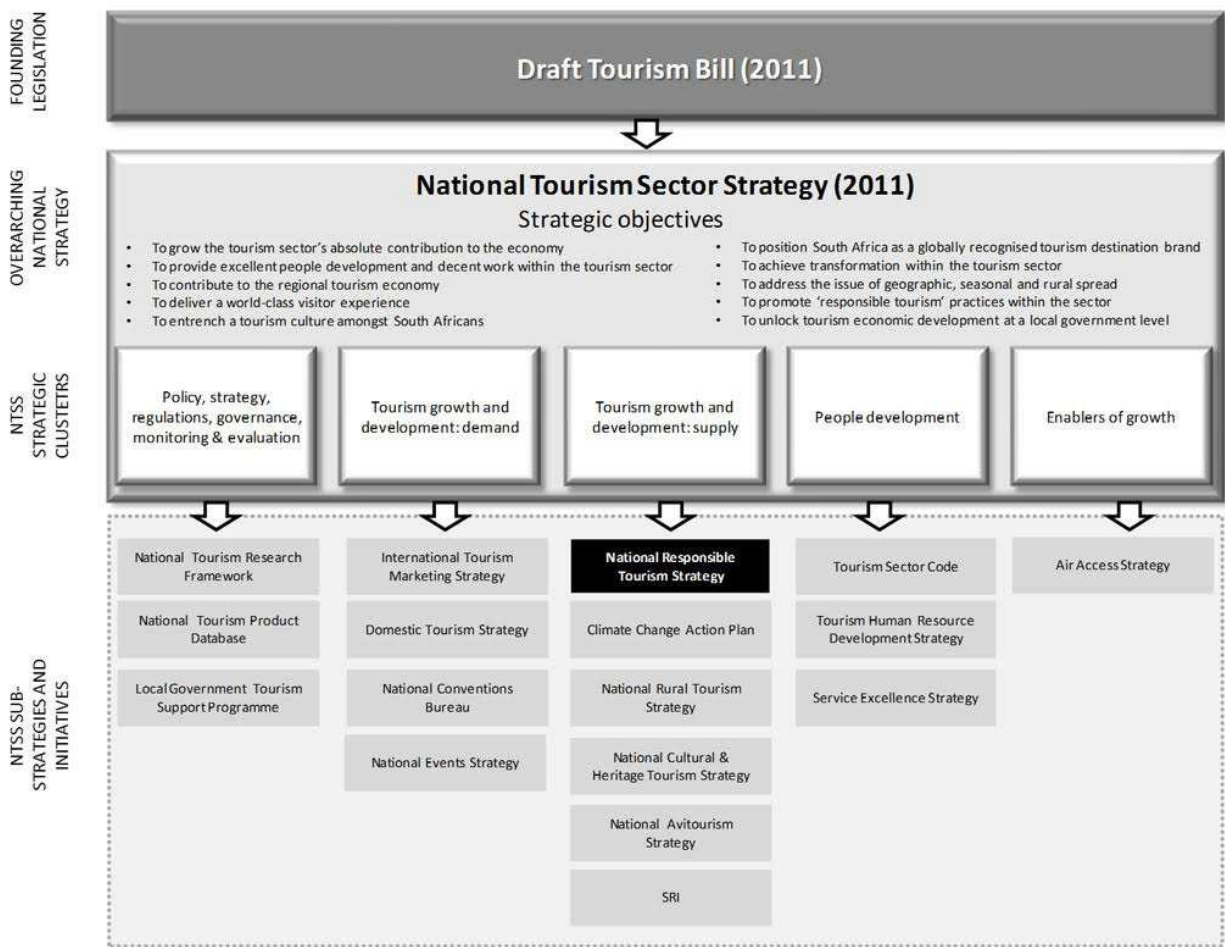 FOUNDING
LEGISLATION
Draft Tourism Bill (2011)
OVERARCHING
NATIONAL
STRATEGY
National Tourism Sector Strategy (2011)
Strategic objectives
• To grow the tourism sector's absolute contribution to the economy
• To provide excellent people development and decent work within the tourism sector
• To contribute to the regional tourism economy
• To deliver a world-class visitor experience
• To entrench a tourism culture amongst South Africans
• To position South Africa as a globally recognised tourism destination brand
• To achieve transformation within the tourism sector
• To address the issue of geographic, seasonal and rural spread
• To promote 'responsible tourism' practices within the sector
• To unlock tourism economic development at a local government level
NTSS
STRATEGIC
CLUSTETRS
Policy, strategy,
regulations, governance,
monitoring & evaluation
Tourism growth and
development: demand
Tourism growth and
development: supply
People development
Enablers of growth
NTSS SUB-
STRATEGIES AND
INITIATIVES
National Tourism Research
Framework
National Tourism Product
Database
Local Government Tourism
Support Programme
International Tourism
Marketing Strategy
Domestic Tourism Strategy
National Conventions
Bureau
National Events Strategy
National Responsible
Tourism Strategy
Climate Change Action Plan
National Rural Tourism
Strategy
National Cultural &
Heritage Tourism Strategy
National Avitourism
Strategy
SRI
Tourism Sector Code
Tourism Human Resource
Development Strategy
Service Excellence Strategy
Air Access Strategy